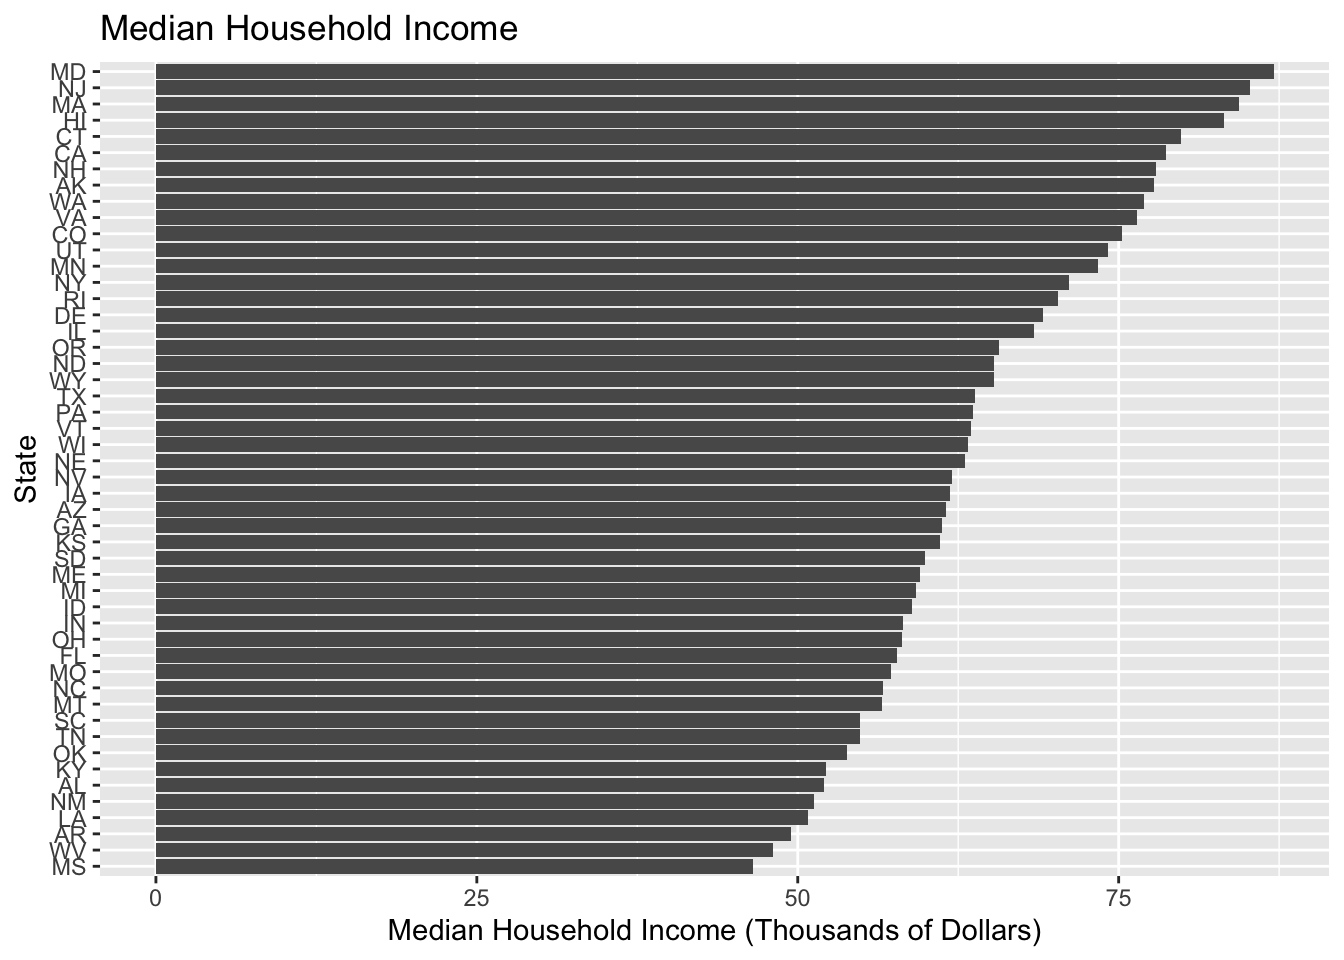 Median Household Income
MD
NJ
MA
HI
CT
CA
NH
AK
WA
VA
CO
UT
MN
NY
RI
DE
IL
OR
ND
WY
TX
PA
VT
WI
NE
NV
IA
AZ
GA
KS
SD
ME
MI
ID
IN
OH
FL
MO
NC
MT
SC
TN
OK
KY
AL
NM
LA
AR
WV
MS
State
0 25 50 75
Median Household Income (Thousands of Dollars)